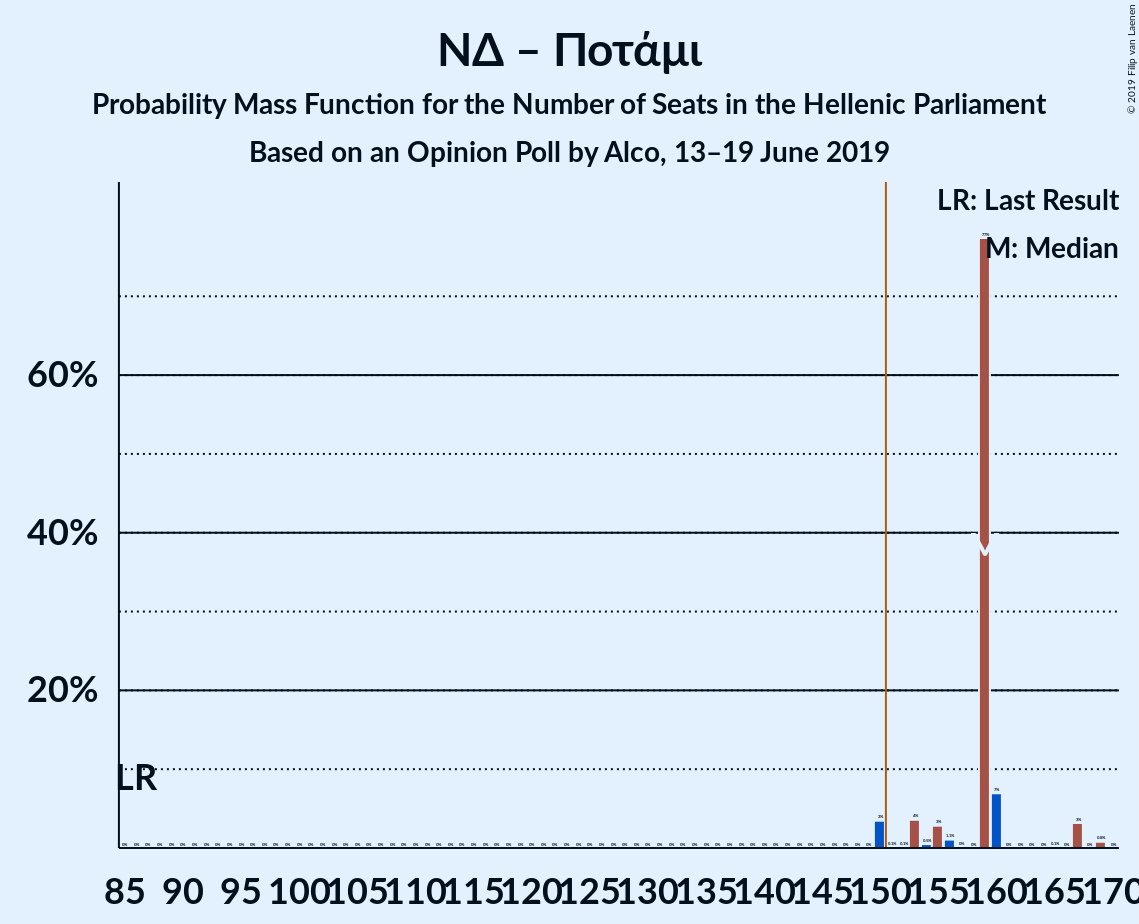 ΝΔ – Ποτάμι
Probability Mass Function for the Number of Seats in the Hellenic Parliament
Based on an Opinion Poll by Alco, 13–19 June 2019
© 2019 Filip van Laenen
LR: Last Result
M: Median
77%
60%
40%
20%
M
LR
85 90 95 100 105 110 115 120 125 130 135 140 145 150 155 160 165 170